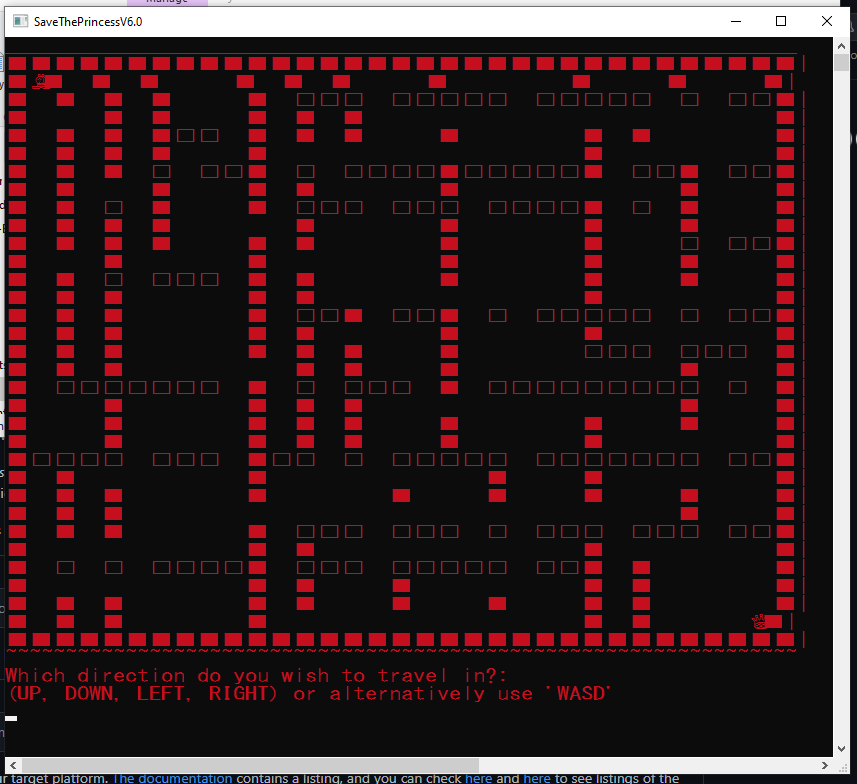 Manage
SaveThePrincessV6.0
Which direction do you wish to travel in?:
(UP, DOWN, LEFT, RIGHT) or alternatively use 'WASD'
r target platform. The documentation contains a listing, and you can check here and here to see listings of the